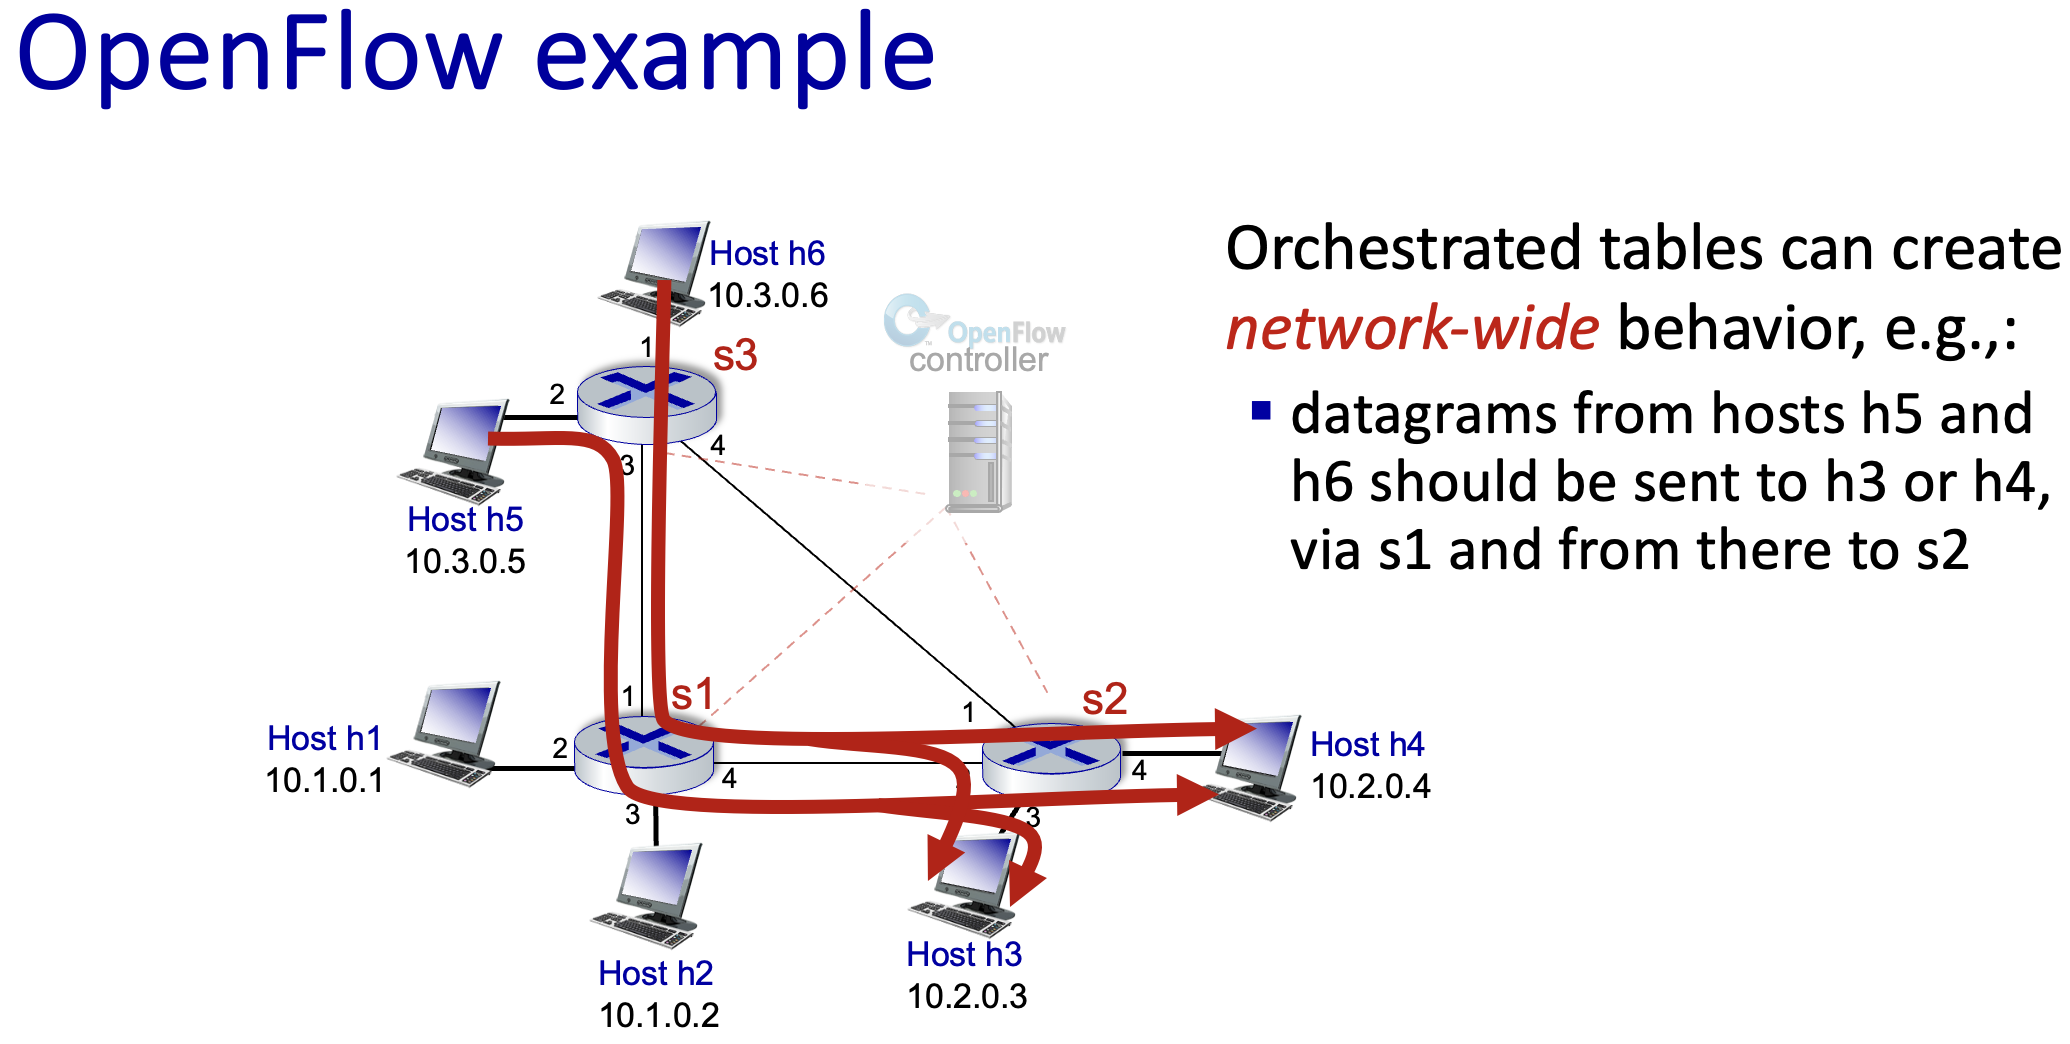 OpenFlow example
Host h6
10.3.0.6
OpenFlow
™
controller
Orchestrated tables can create
network-wide behavior, e.g.,:
▪ datagrams from hosts h5 and
h6 should be sent to h3 or h4,
via s1 and from there to s2
1
s3
2
4
3
Host h5
10.3.0.5
1
s1
Host h1
10.1.0.1
2
4
3
Host h2
10.1.0.2
1
s2
4
3
Host h4
10.2.0.4
Host h3
10.2.0.3